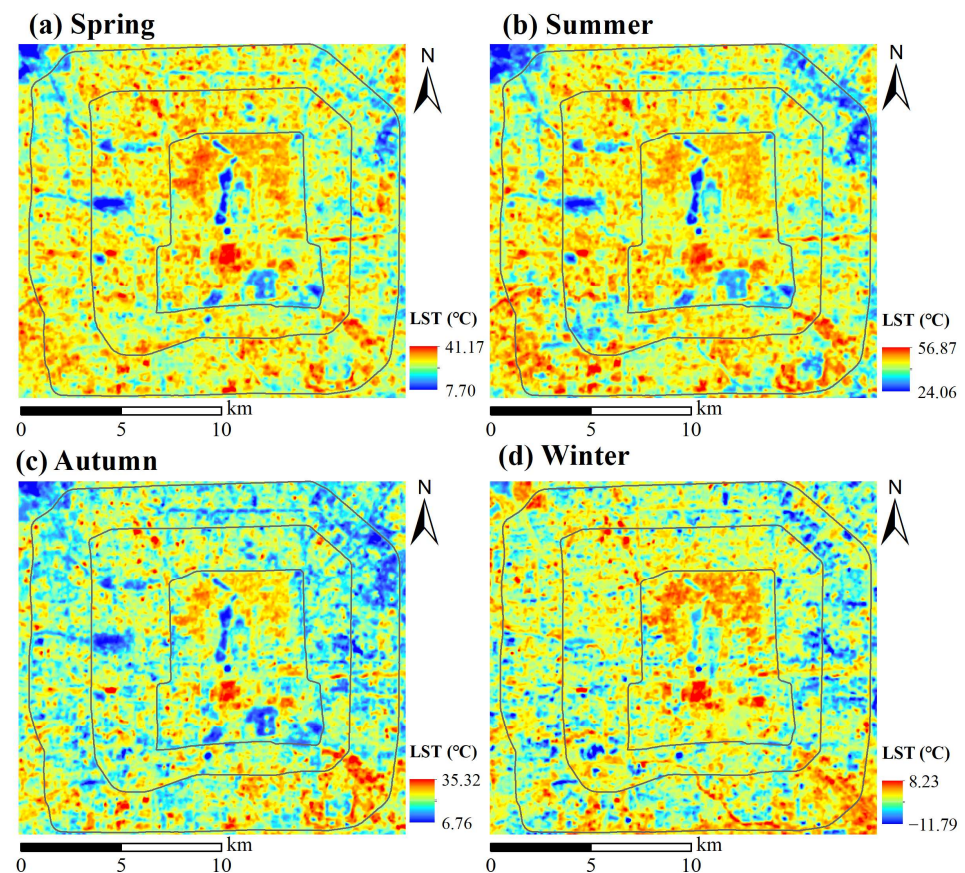 (a) Spring
(b) Summer
N
N
LST (℃)
41.17
7.70
LST (℃)
56.87
24.06
km
0 5 10
km
0 5 10
(c) Autumn
(d) Winter
N
N
LST (℃)
35.32
6.76
LST (℃)
8.23
−11.79
km
0 5 10
km
0 5 10